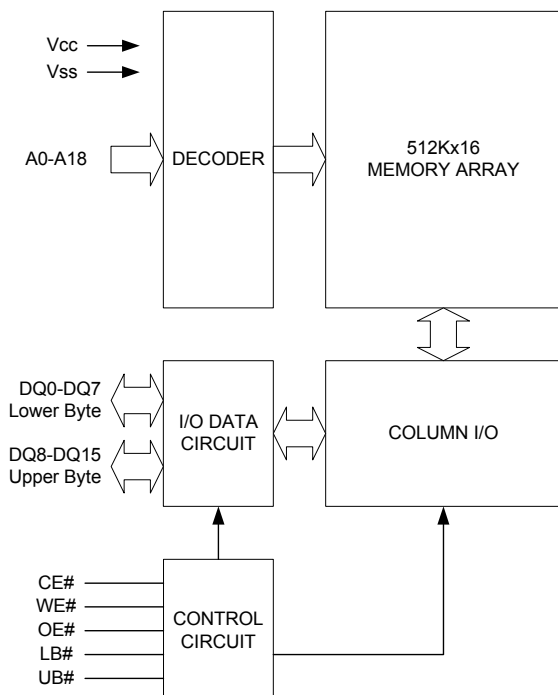 Vcc
Vss
A0-A18
DECODER
512Kx16
MEMORY ARRAY
DQ0-DQ7
Lower Byte
DQ8-DQ15
Upper Byte
I/O DATA
CIRCUIT
COLUMN I/O
CE#
WE#
OE#
LB#
UB#
CONTROL
CIRCUIT